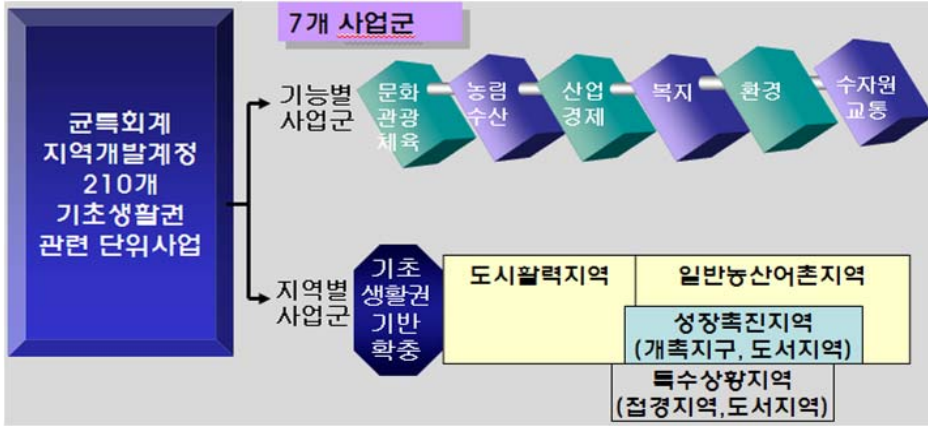 7개 사업군
균특회계
지역개발계정
210개
기초생활권
관련 단위사업
기능별
사업군
문화
관광
체육
농림
수산
산업
경제
복지
환경
수자원
교통
지역별
사업군
기초
생활권
기반
확충
도시활력지역
일반농산어촌지역
성장촉진지역
(개촉지구, 도서지역)
특수상황지역
(접경지역,도서지역)